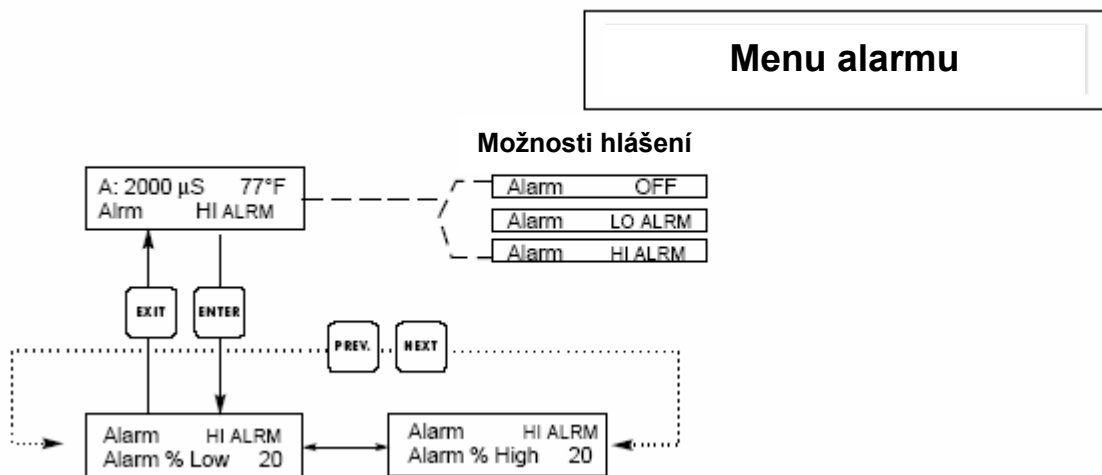 Menu alarmu
Možnosti hlášení
A: 2000 µS 77°F
Alrm HI ALRM
Alarm OFF
Alarm LO ALRM
Alarm HI ALRM
EXIT
ENTER
PREV.
NEXT
Alarm HI ALRM
Alarm % Low 20
Alarm HI ALRM
Alarm % High 20